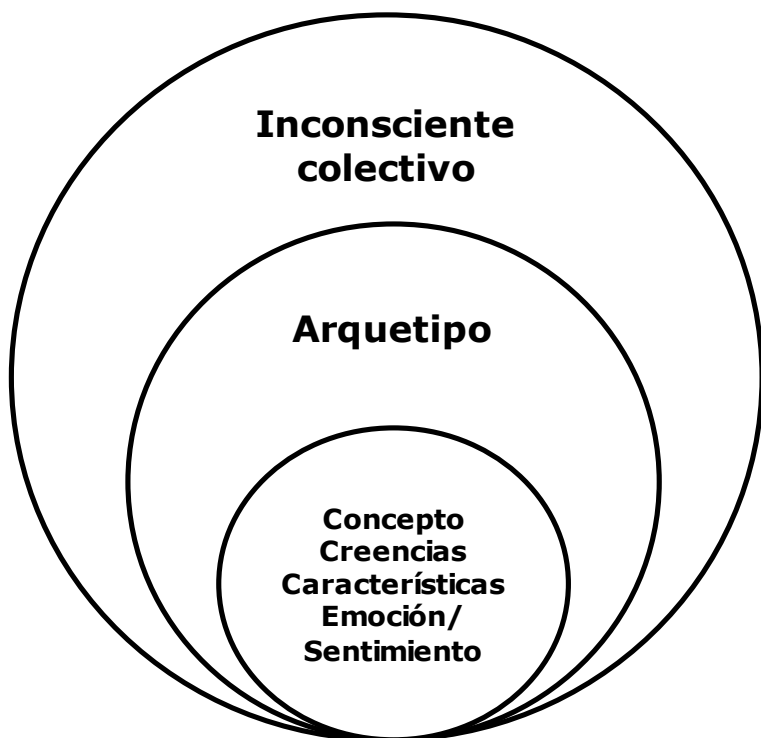 Inconsciente
colectivo
Arquetipo
Concepto
Creencias
Características
Emoción/
Sentimiento